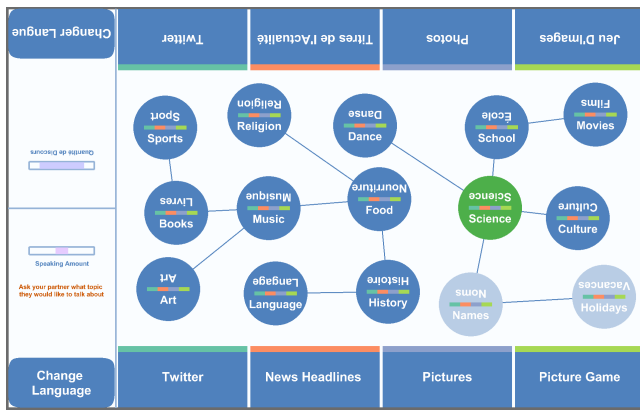 Changer Langue
Twitter
Titres de l'Actualité
Photos
Jeu D'Images
Sport
Sports
Religion
Religion
Danse
Dance
École
School
Films
Movies
Quantité de Discours
Livres
Books
Musique
Music
Nourriture
Food
Science
Science
Culture
Culture
Speaking Amount
Ask your partner what topic
they would like to talk about
Art
Art
Langage
Language
Histoire
History
Noms
Names
Vacances
Holidays
Change
Language
Twitter
News Headlines
Pictures
Picture Game